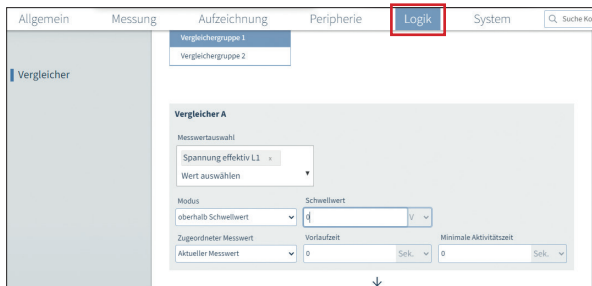 Allgemein Messung Aufzeichnung Peripherie Logik System Suche Ko
Vergleichergruppe 1
Vergleichergruppe 2
Vergleicher
Vergleicher A
Messwertauswahl
Spannung effektiv L1 x
Wert auswählen
Modus Schwellwert
oberhalb Schwellwert 0 V
Zugeordneter Messwert Vorlaufzeit Minimale Aktivitätszeit
Aktueller Messwert 0 Sek. 0 Sek.